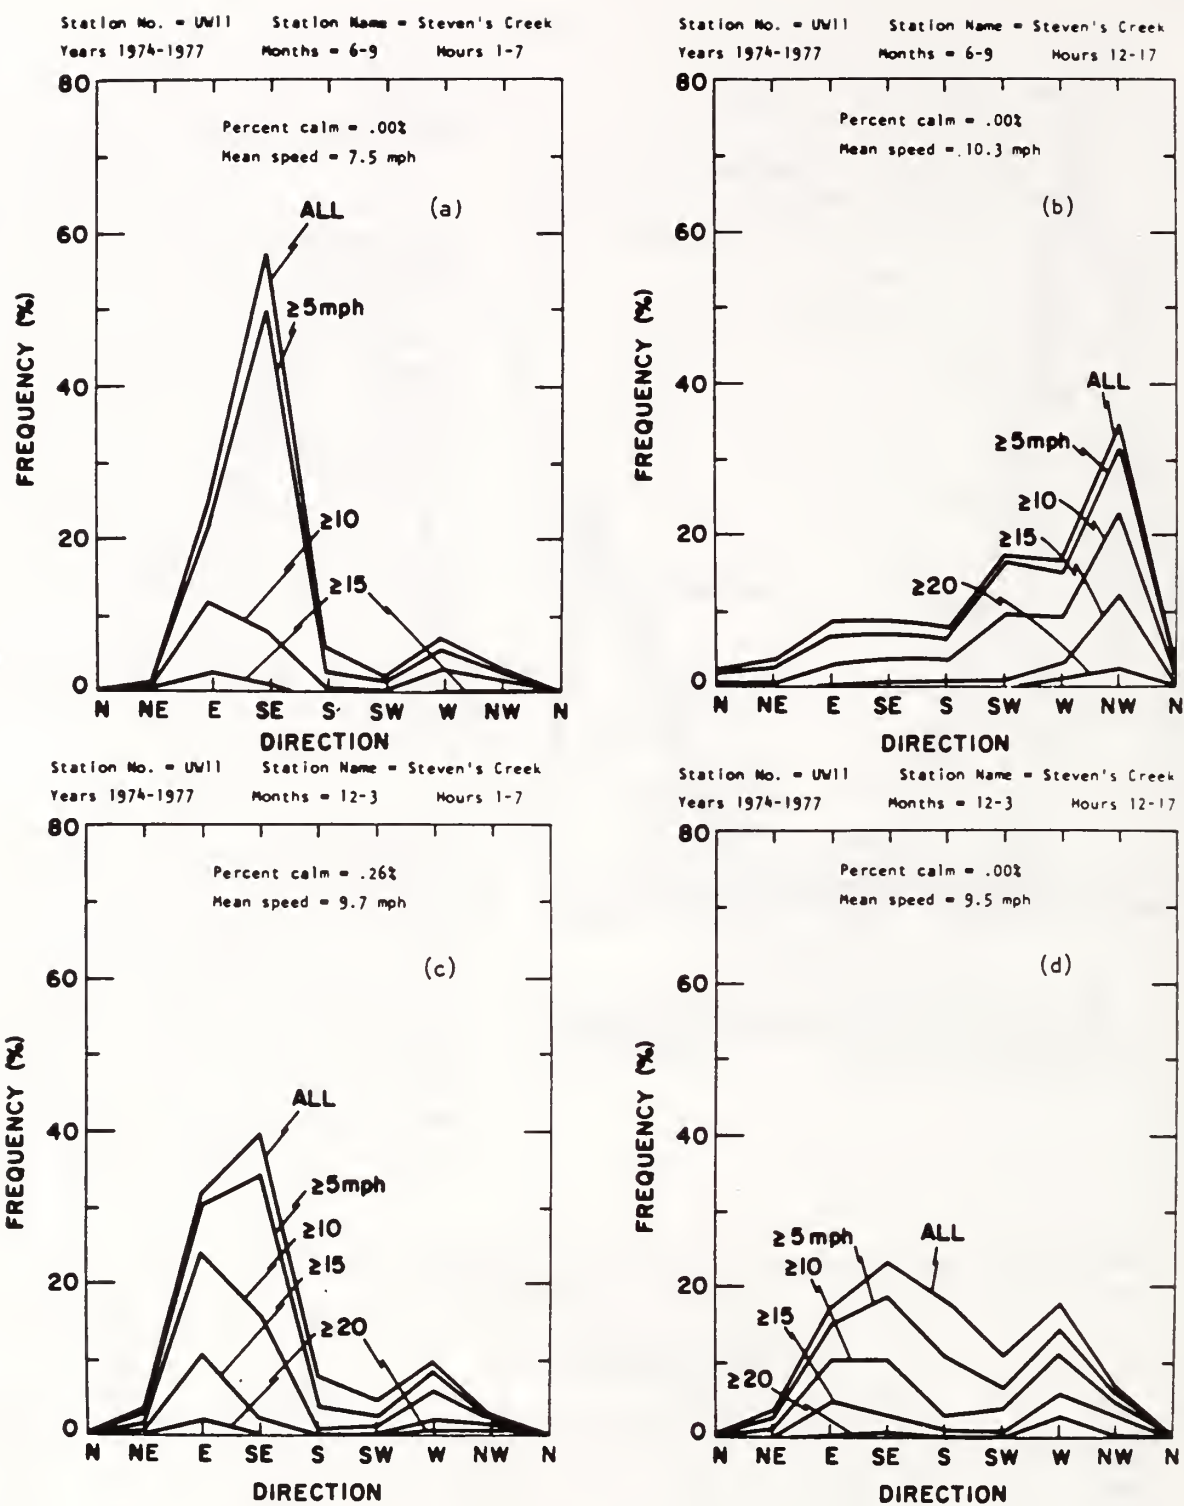 Station No. = UW11 Station Name = Steven's Creek
Years 1974-1977 Months = 6-9 Hours 1-7
80
Percent calm = .00%
Mean speed = 7.5 mph
(a)
ALL
60
≥5mph
40
≥10
20
≥15
0
FREQUENCY (%)
N NE E SE S SW W NW N
DIRECTION
Station No. = UW11 Station Name = Steven's Creek
Years 1974-1977 Months = 6-9 Hours 12-17
80
Percent calm = .00%
Mean speed = 10.3 mph
(b)
60
40
ALL
≥5mph
≥10
20
≥15
≥20
0
FREQUENCY (%)
N NE E SE S SW W NW N
DIRECTION
Station No. = UW11 Station Name = Steven's Creek
Years 1974-1977 Months = 12-3 Hours 1-7
80
Percent calm = .26%
Mean speed = 9.7 mph
(c)
60
ALL
40
≥5mph
≥10
≥15
20
≥20
0
FREQUENCY (%)
N NE E SE S SW W NW N
DIRECTION
Station No. = UW11 Station Name = Steven's Creek
Years 1974-1977 Months = 12-3 Hours 12-17
80
Percent calm = .00%
Mean speed = 9.5 mph
(d)
60
40
≥5mph
ALL
≥10
20
≥15
≥20
0
FREQUENCY (%)
N NE E SE S SW W NW N
DIRECTION